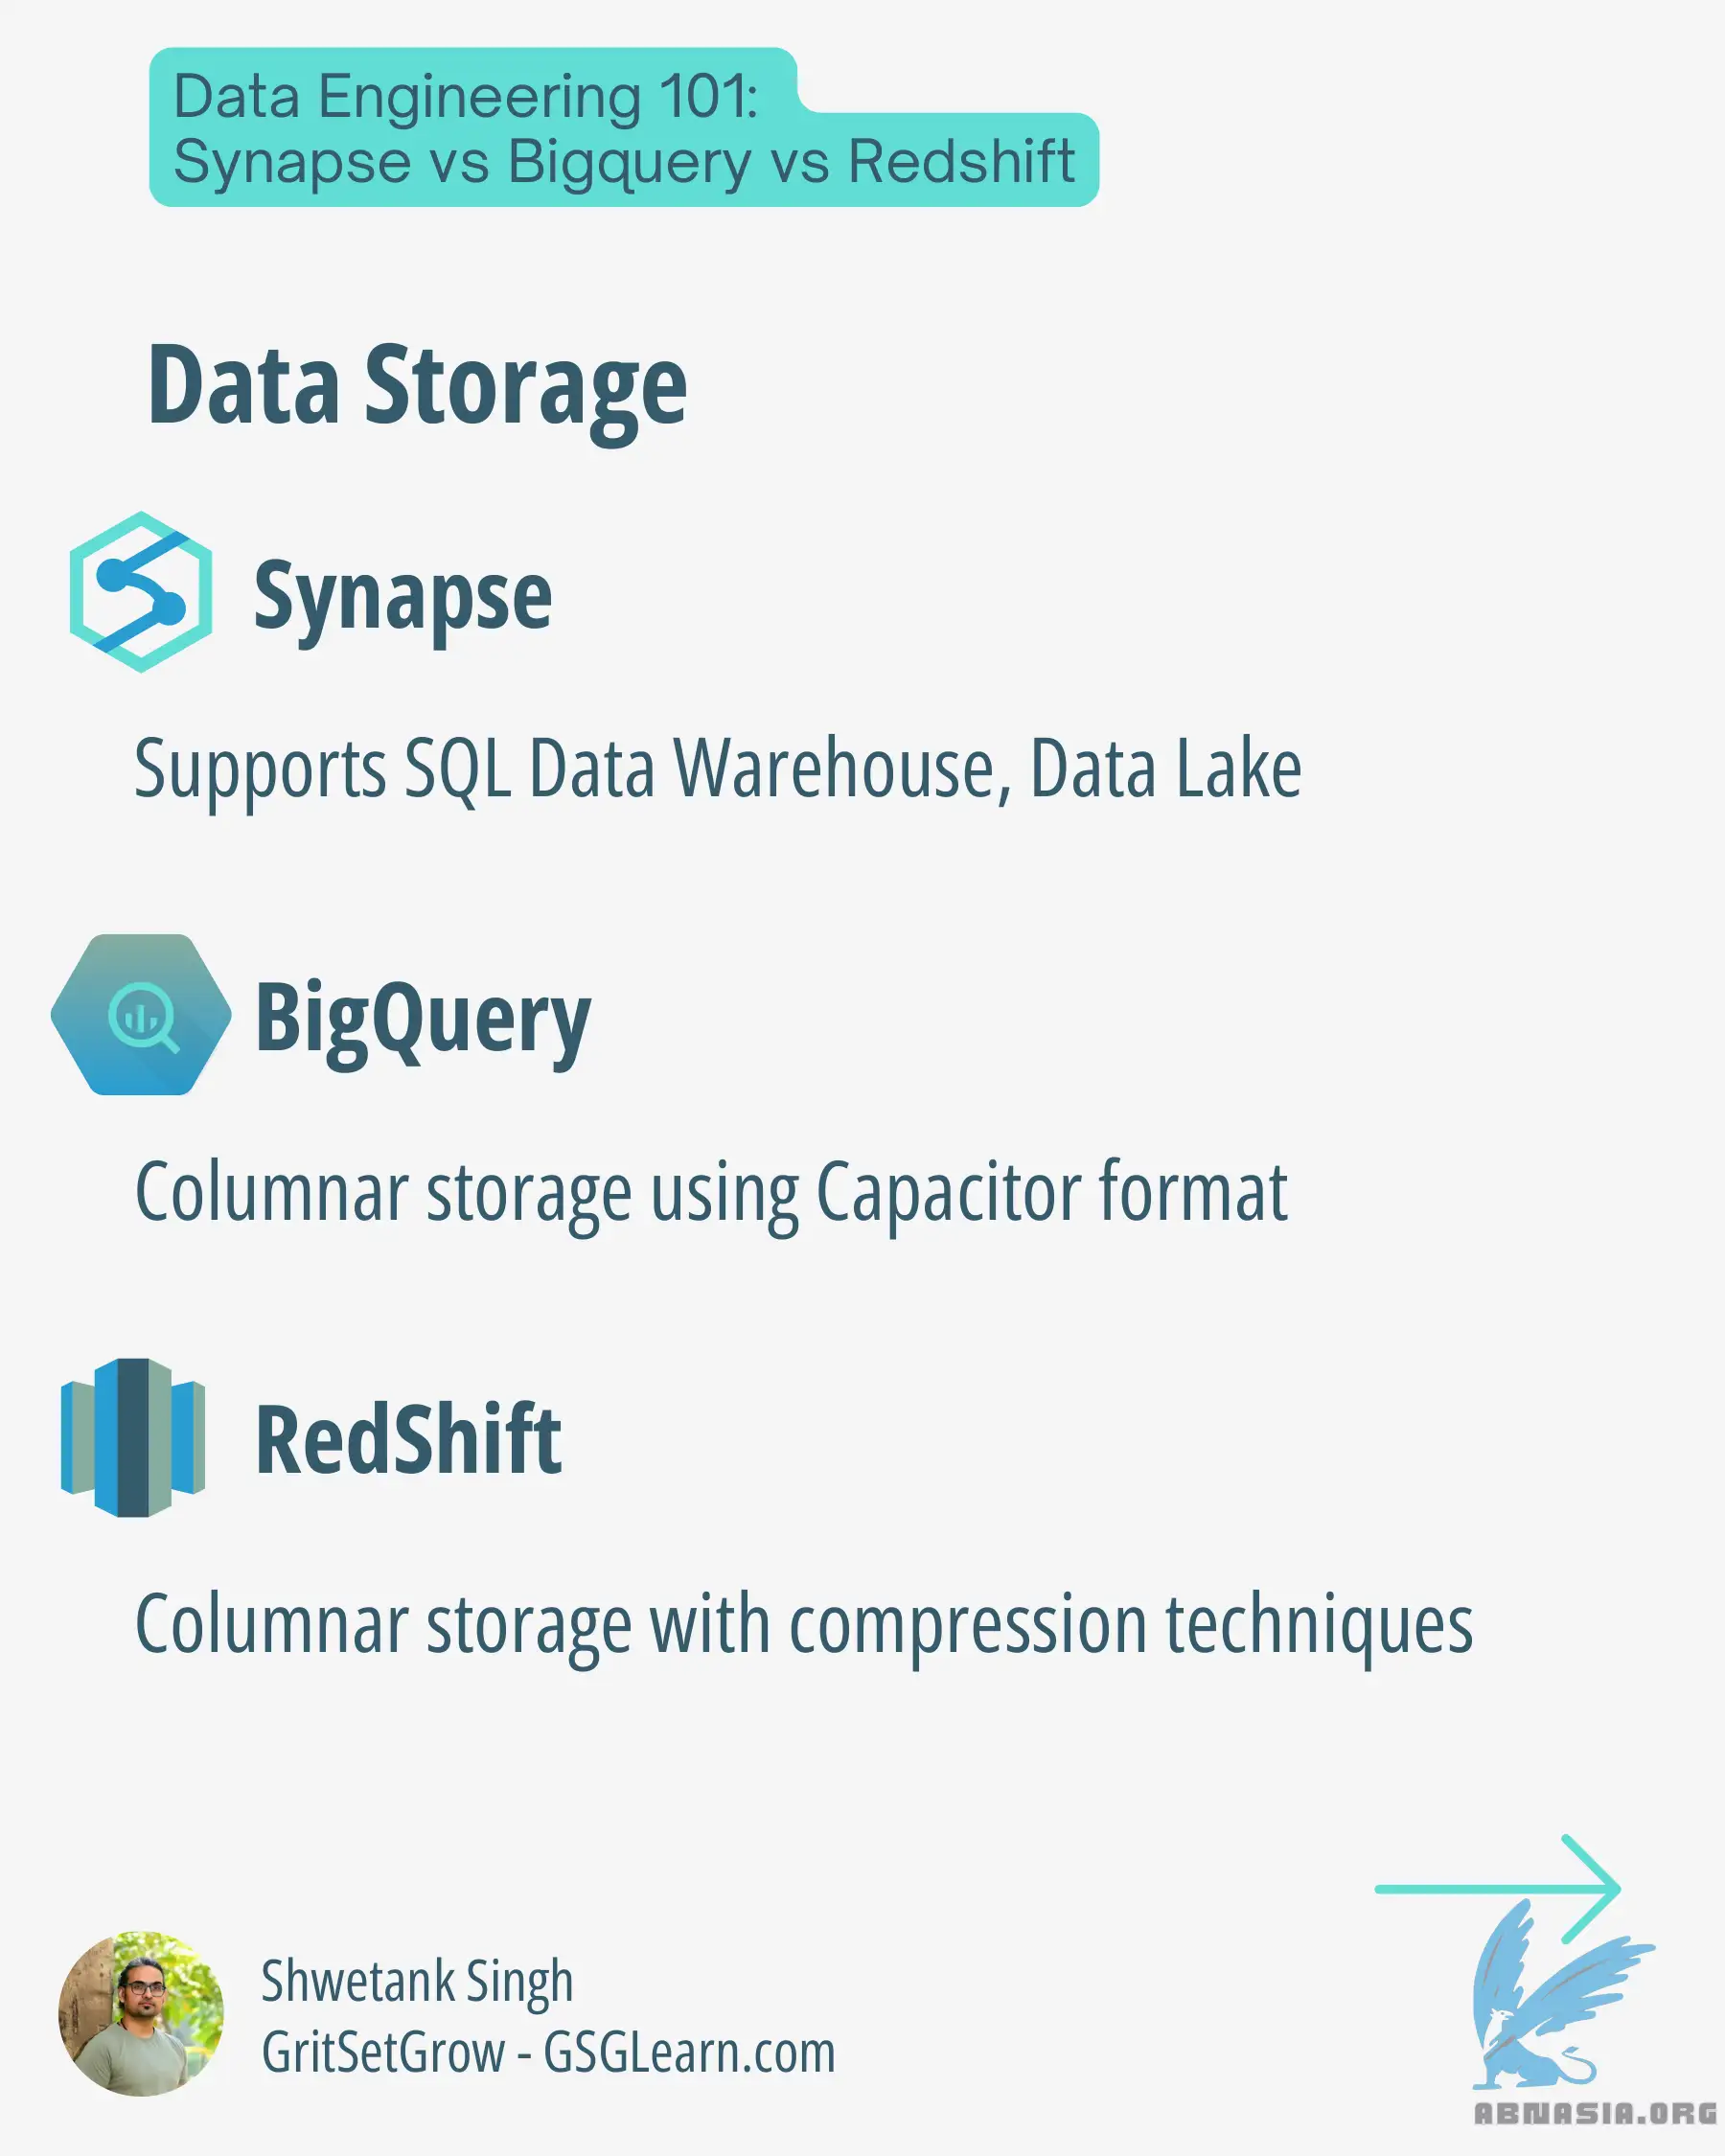 Data Engineering 101:
Synapse vs Bigquery vs Redshift
Data Storage
Synapse
Supports SQL Data Warehouse, Data Lake
BigQuery
Columnar storage using Capacitor format
RedShift
Columnar storage with compression techniques
Shwetank Singh
GritSetGrow - GSGLearn.com
ABNASIA.ORG